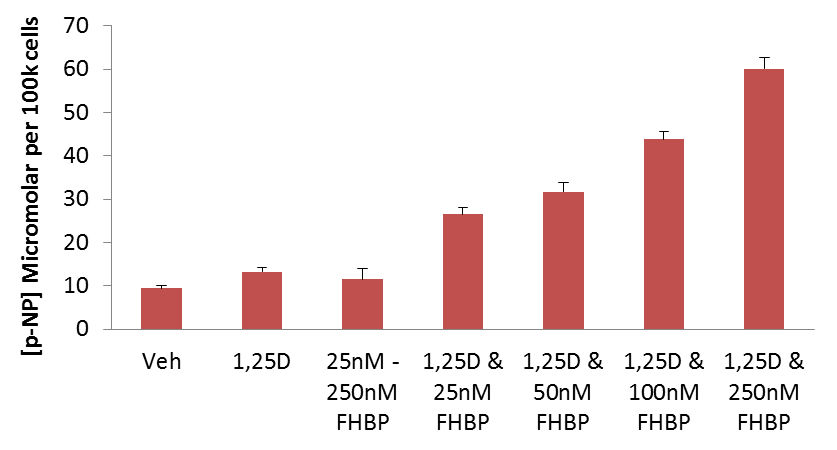 [p-NP] Micromolar per 100k cells
70
60
50
40
30
20
10
0
Veh
1,25D
25nM -
250nM
FHBP
1,25D &
25nM
FHBP
1,25D &
50nM
FHBP
1,25D &
100nM
FHBP
1,25D &
250nM
FHBP